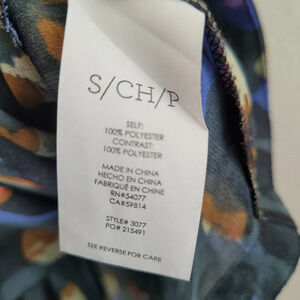 S/CH/P
SELF:
100% POLYESTER
CONTRAST:
100% POLYESTER
MADE IN CHINA
HECHO EN CHINA
FABRIQUÉ EN CHINE
RN#54077
CA#59814
STYLE# 3077
PO# 215491
SEE REVERSE FOR CARE